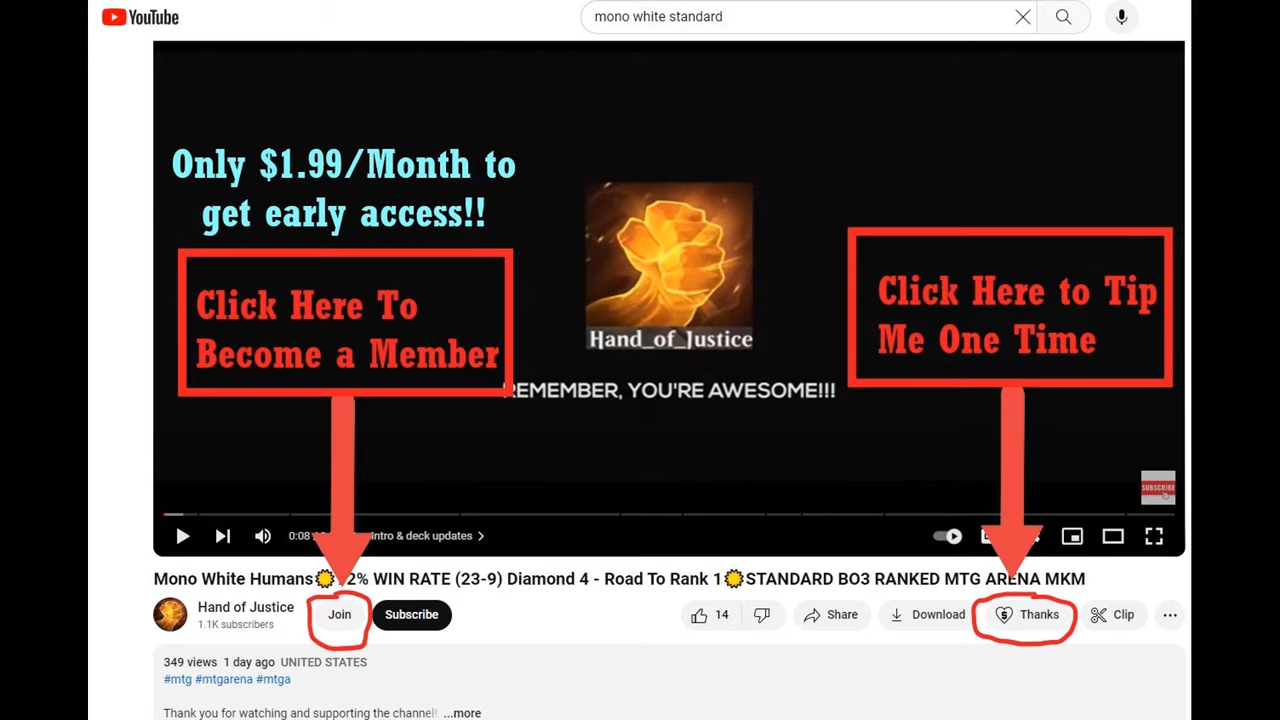 YouTube
mono white standard
Only $1.99/Month to
get early access!!
Click Here To
Become a Member
Click Here to Tip
Me One Time
Hand_of_Justice
REMEMBER, YOU'RE AWESOME!!!
SUBSCRIBE
0:08
Intro & deck updates
Mono White Humans 2% WIN RATE (23-9) Diamond 4 - Road To Rank 1 STANDARD BO3 RANKED MTG ARENA MKM
Hand of Justice
1.1K subscribers
Join
Subscribe
14
Share
Download
Thanks
Clip
349 views 1 day ago UNITED STATES
#mtg #mtgarena #mtga
Thank you for watching and supporting the channel! ...more